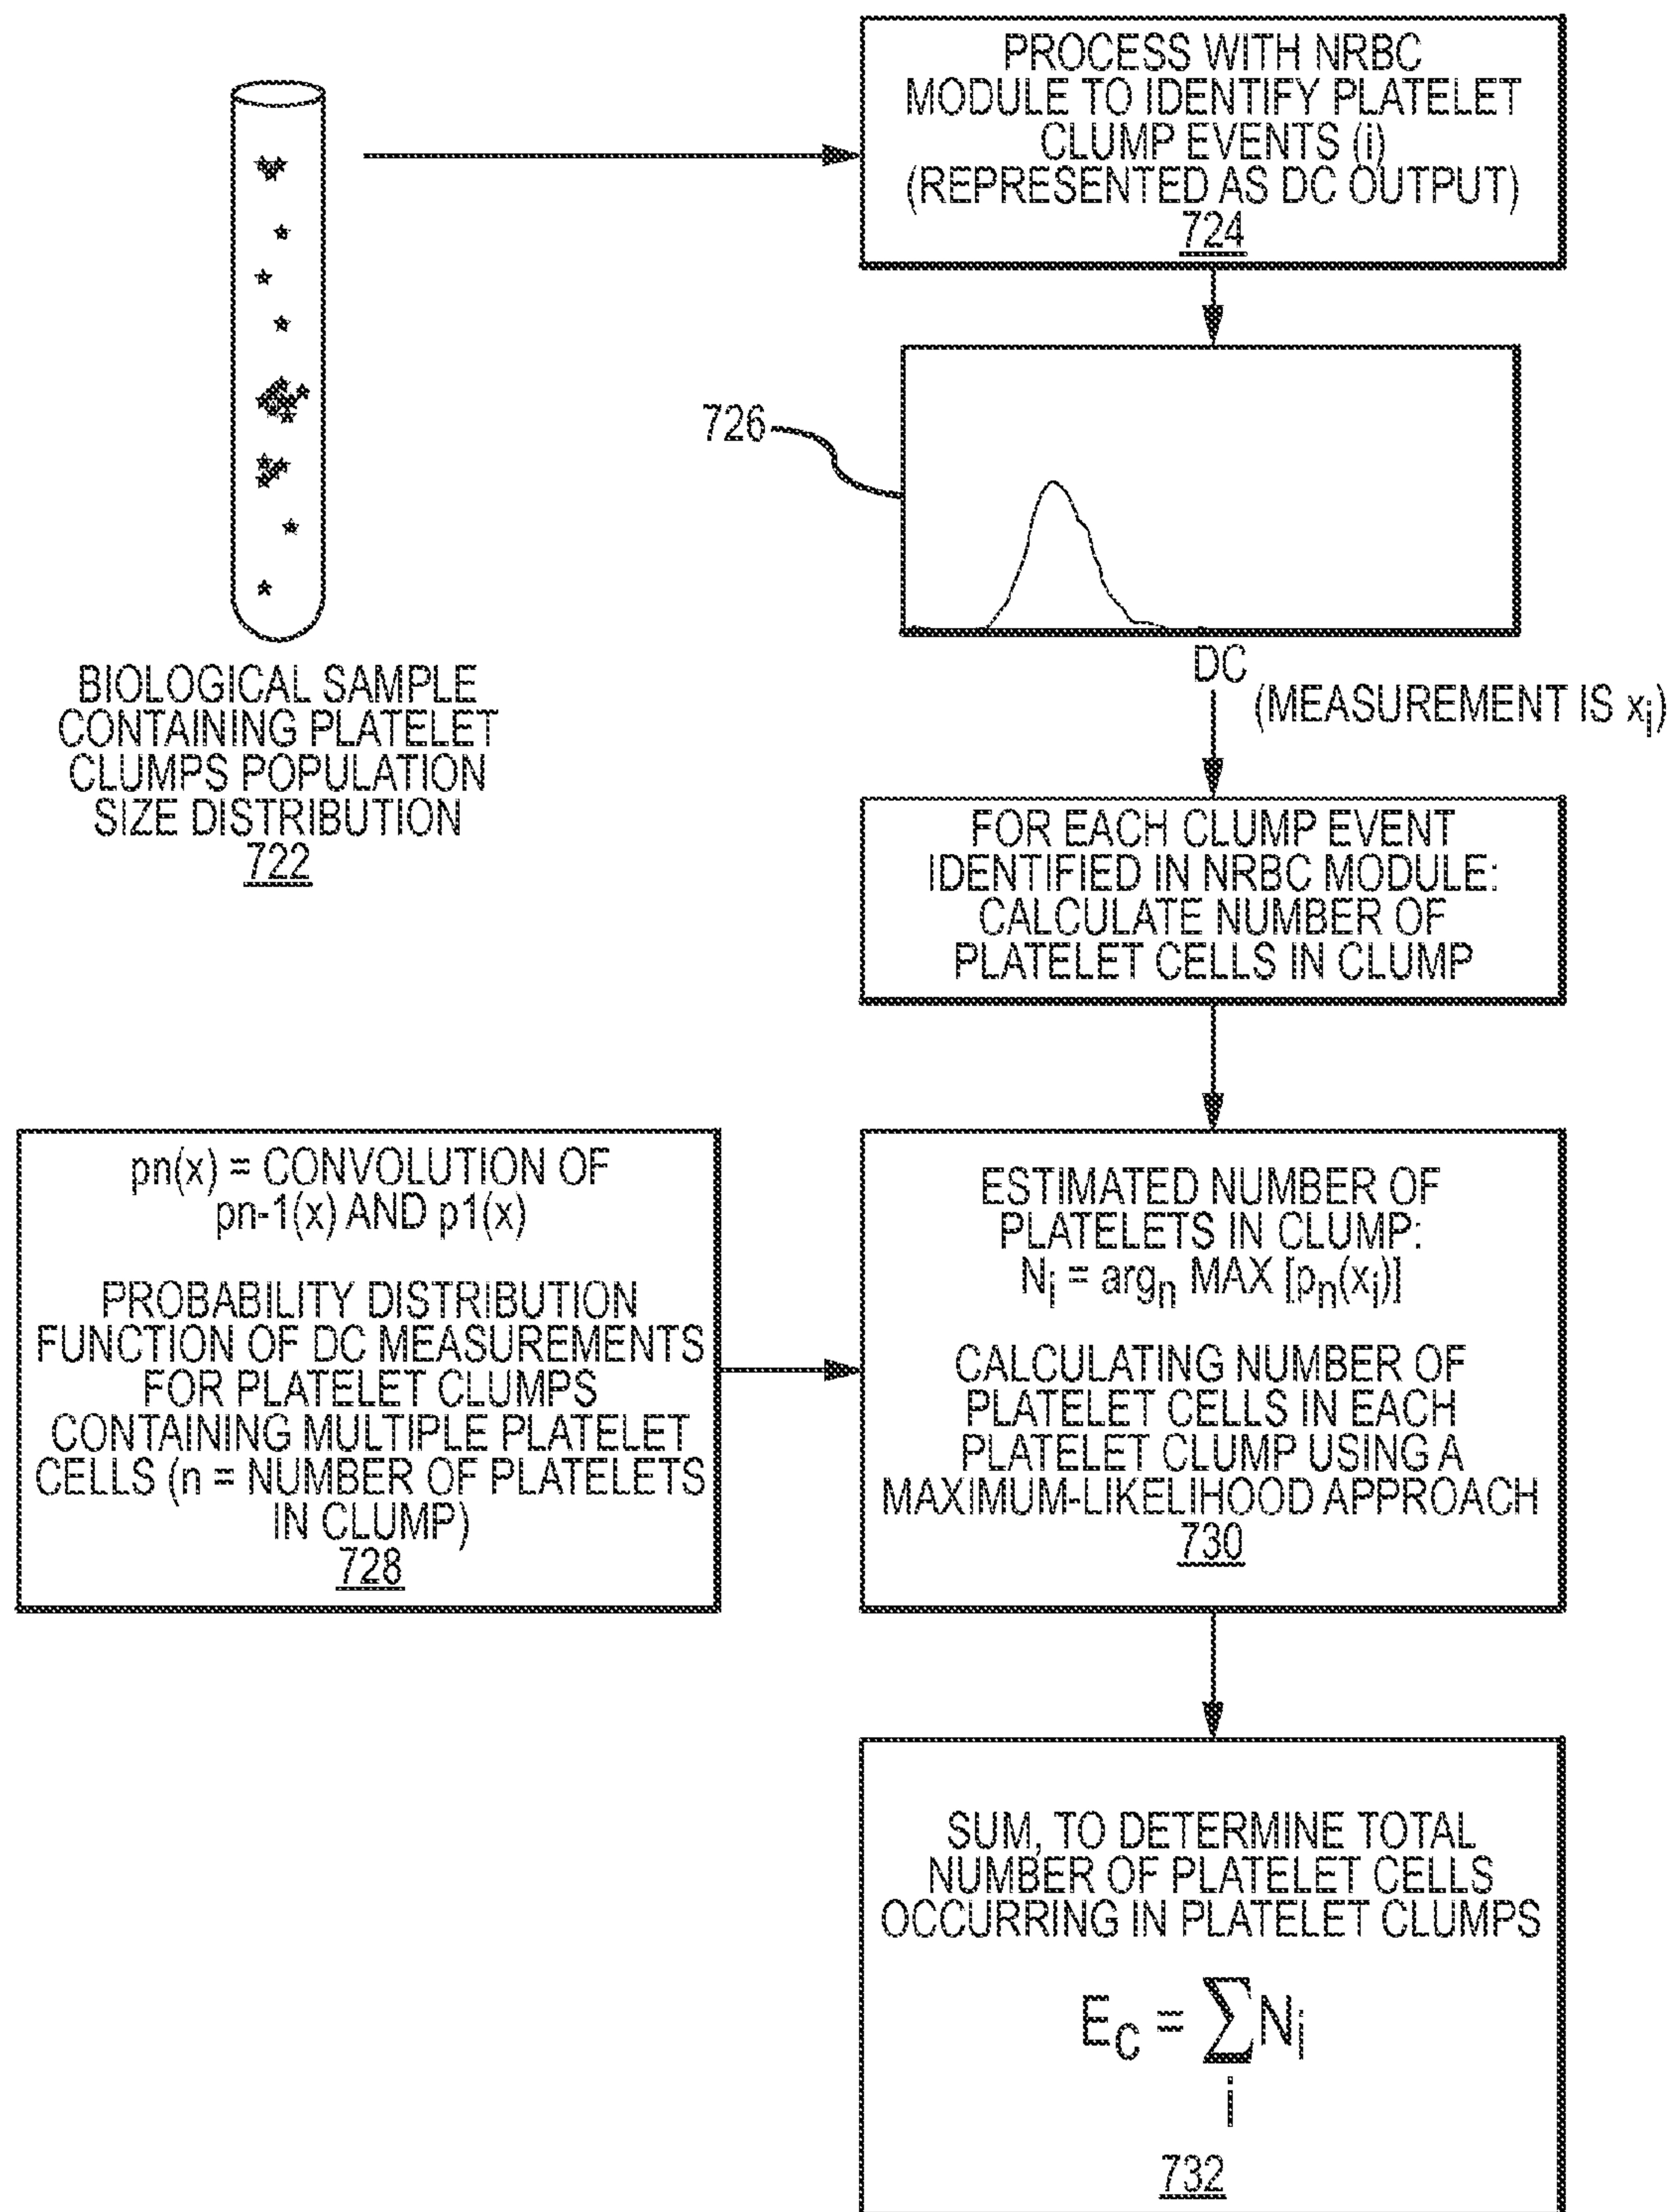 PROCESS WITH NRBC
MODULE TO IDENTIFY PLATELET
CLUMP EVENTS (i)
(REPRESENTED AS DC OUTPUT)
724
726
DC
(MEASUREMENT IS xi)
BIOLOGICAL SAMPLE
CONTAINING PLATELET
CLUMPS POPULATION
SIZE DISTRIBUTION
722
FOR EACH CLUMP EVENT
IDENTIFIED IN NRBC MODULE:
CALCULATE NUMBER OF
PLATELET CELLS IN CLUMP
pn(x) = CONVOLUTION OF
pn-1(x) AND p1(x)
PROBABILITY DISTRIBUTION
FUNCTION OF DC MEASUREMENTS
FOR PLATELET CLUMPS
CONTAINING MULTIPLE PLATELET
CELLS (n = NUMBER OF PLATELETS
IN CLUMP)
728
ESTIMATED NUMBER OF
PLATELETS IN CLUMP:
Ni = argn MAX [pn(xi)]
CALCULATING NUMBER OF
PLATELET CELLS IN EACH
PLATELET CLUMP USING A
MAXIMUM-LIKELIHOOD APPROACH
730
SUM, TO DETERMINE TOTAL
NUMBER OF PLATELET CELLS
OCCURRING IN PLATELET CLUMPS
EC = ∑Ni
i
732